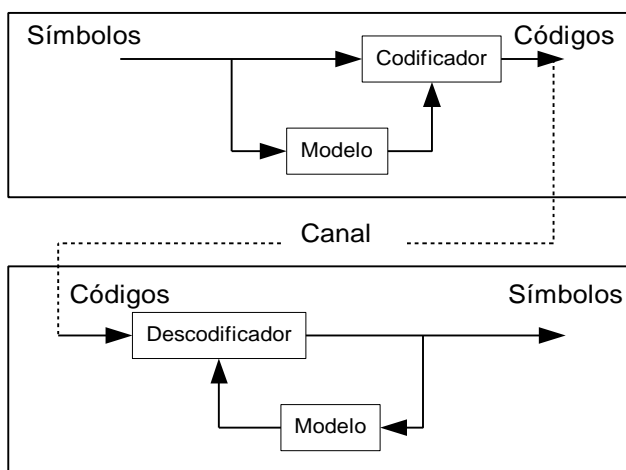 Símbolos
Códigos
Codificador
Modelo
Canal
Códigos
Símbolos
Descodificador
Modelo